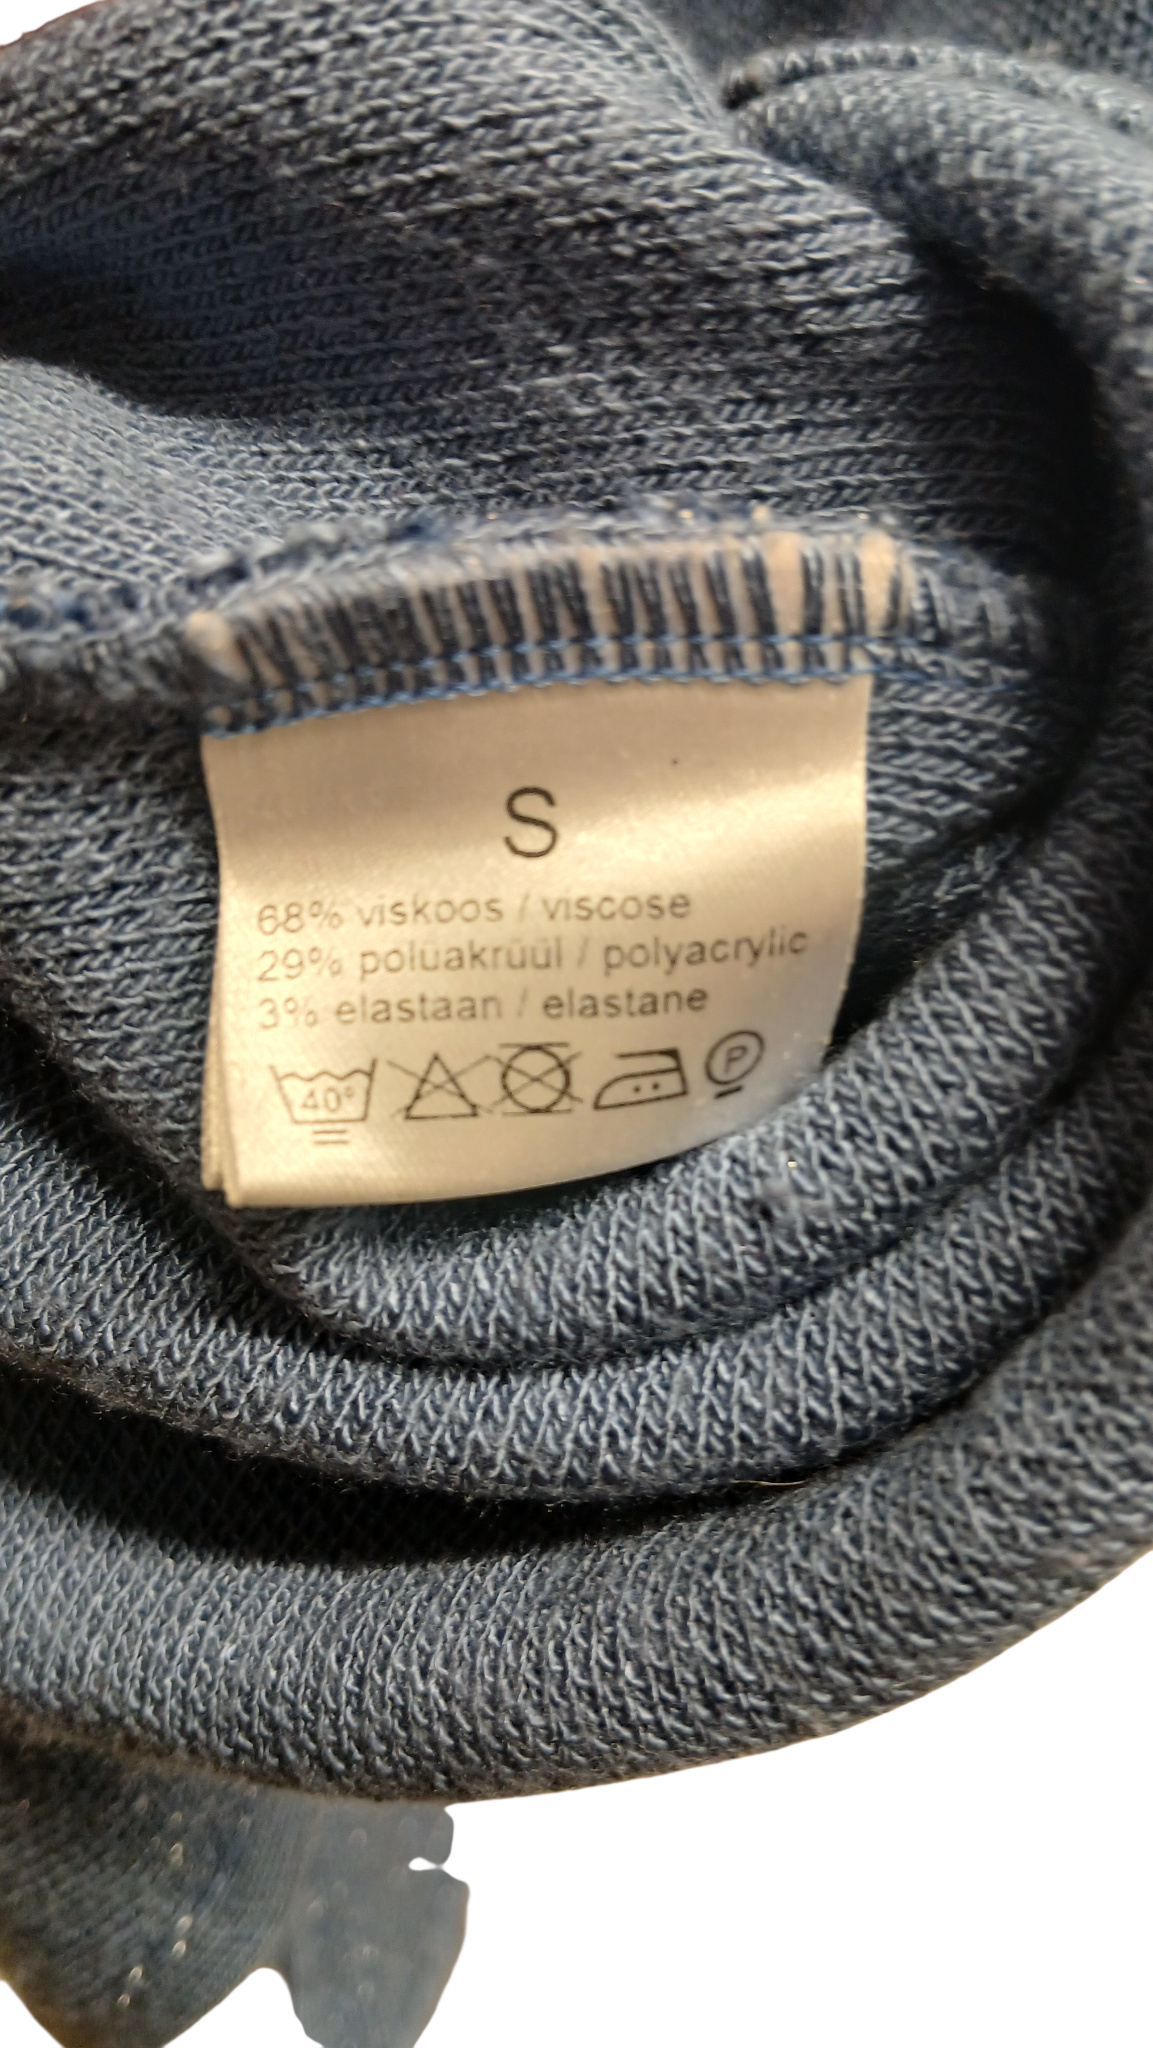 S
68% viskoos / viscose
29% polüakrüül / polyacrylic
3% elastaan / elastane
40° P